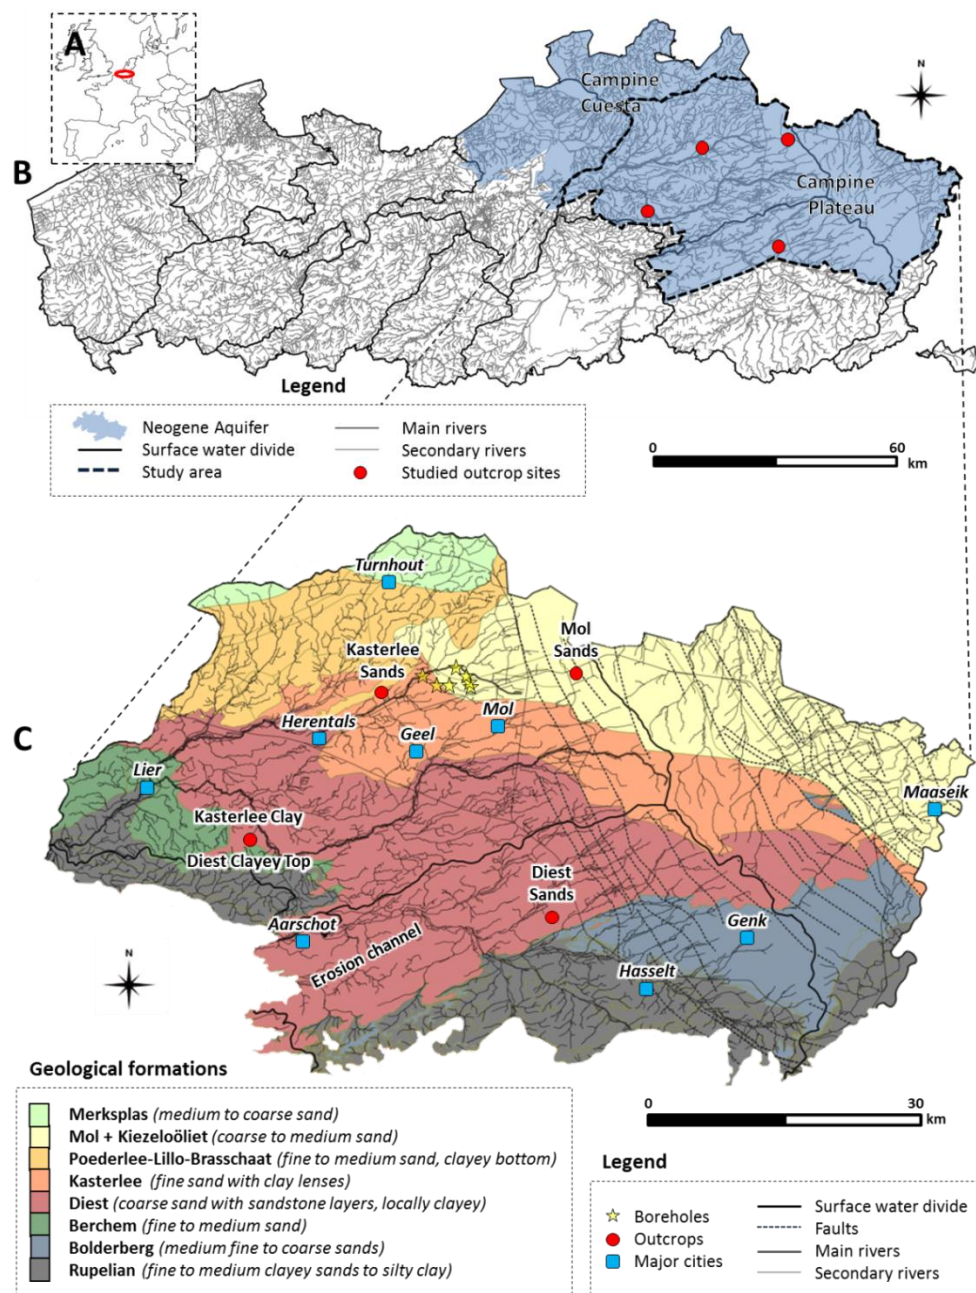 A
N
Campine
Cuesta
B
Campine
Plateau
Legend
Neogene Aquifer
Main rivers
Surface water divide
Secondary rivers
Study area
Studied outcrop sites
0 60
km
Turnhout
Mol
Sands
Kasterlee
Sands
Mol
Herentals
Geel
C
Lier
Maaseik
Kasterlee Clay
Diest Clayey Top
Diest
Sands
Aarschot
Genk
Erosion channel
Hasselt
N
Geological formations
Merksplas (medium to coarse sand)
Mol + Kiezeloöliet (coarse to medium sand)
Poederlee-Lillo-Brasschaat (fine to medium sand, clayey bottom)
Kasterlee (fine sand with clay lenses)
Diest (coarse sand with sandstone layers, locally clayey)
Berchem (fine to medium sand)
Bolderberg (medium fine to coarse sands)
Rupelian (fine to medium clayey sands to silty clay)
0 30
km
Legend
Boreholes
Outcrops
Major cities
Surface water divide
Faults
Main rivers
Secondary rivers